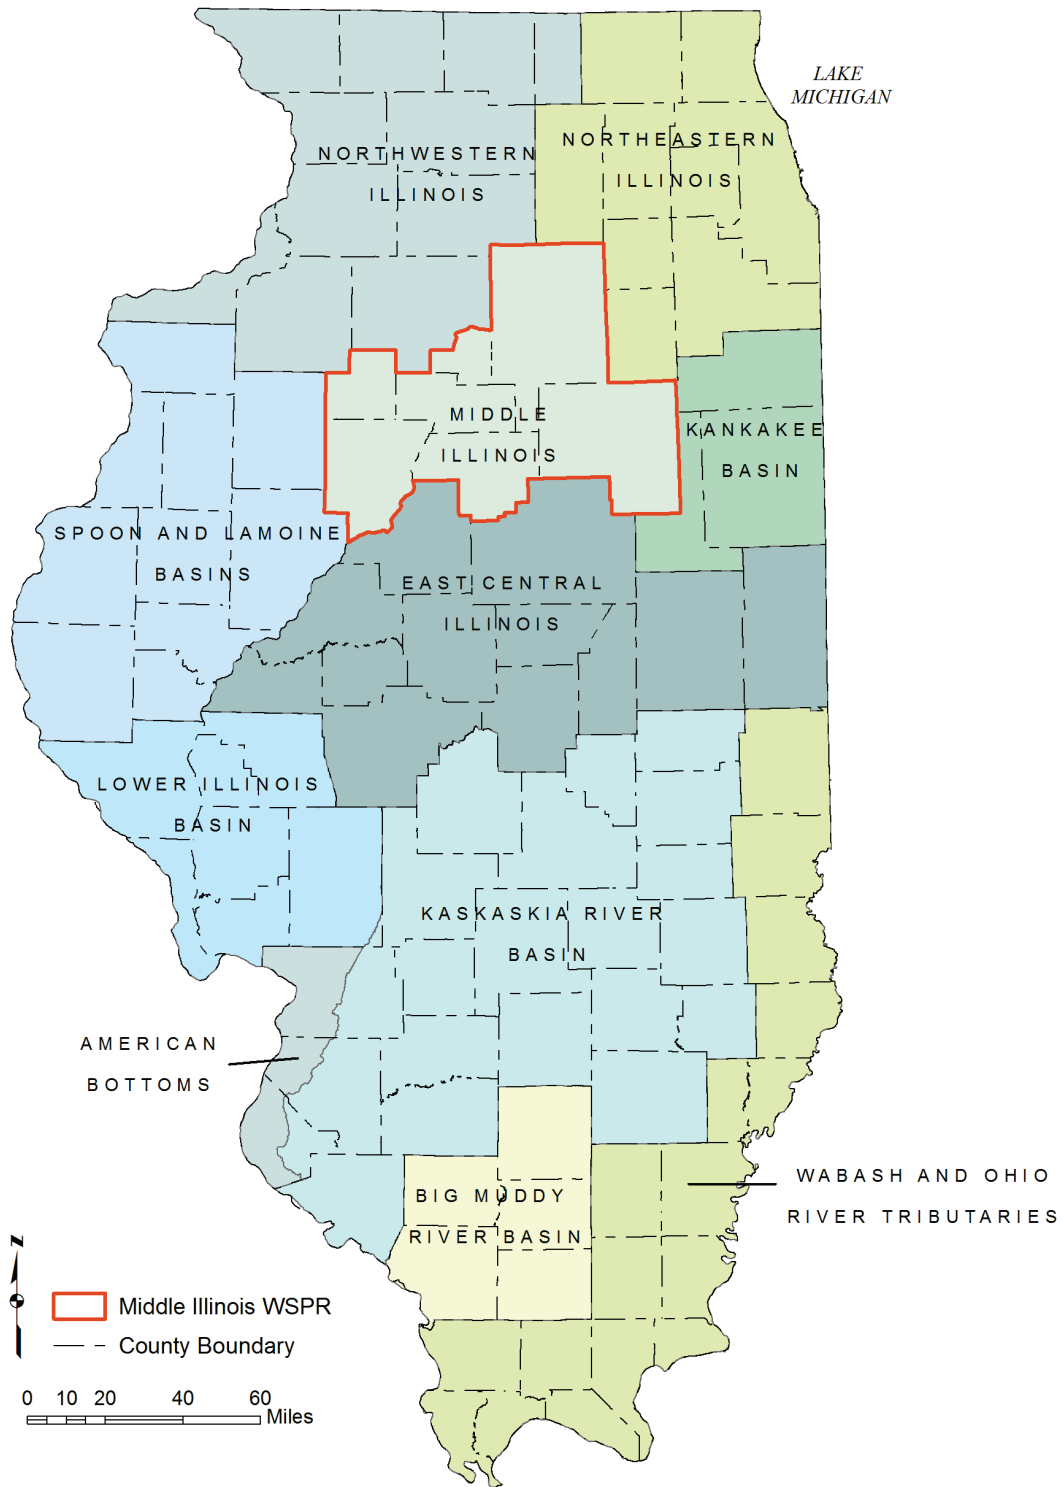 LAKE
MICHIGAN
NORTHWESTERN
ILLINOIS
NORTHEASTERN
ILLINOIS
MIDDLE
ILLINOIS
KANKAKEE
BASIN
SPOON AND LAMOINE
BASINS
EAST CENTRAL
ILLINOIS
LOWER ILLINOIS
BASIN
KASKASKIA RIVER
BASIN
AMERICAN
BOTTOMS
BIG MUDDY
RIVER BASIN
WABASH AND OHIO
RIVER TRIBUTARIES
Z
Middle Illinois WSPR
County Boundary
0 10 20 40 60
Miles